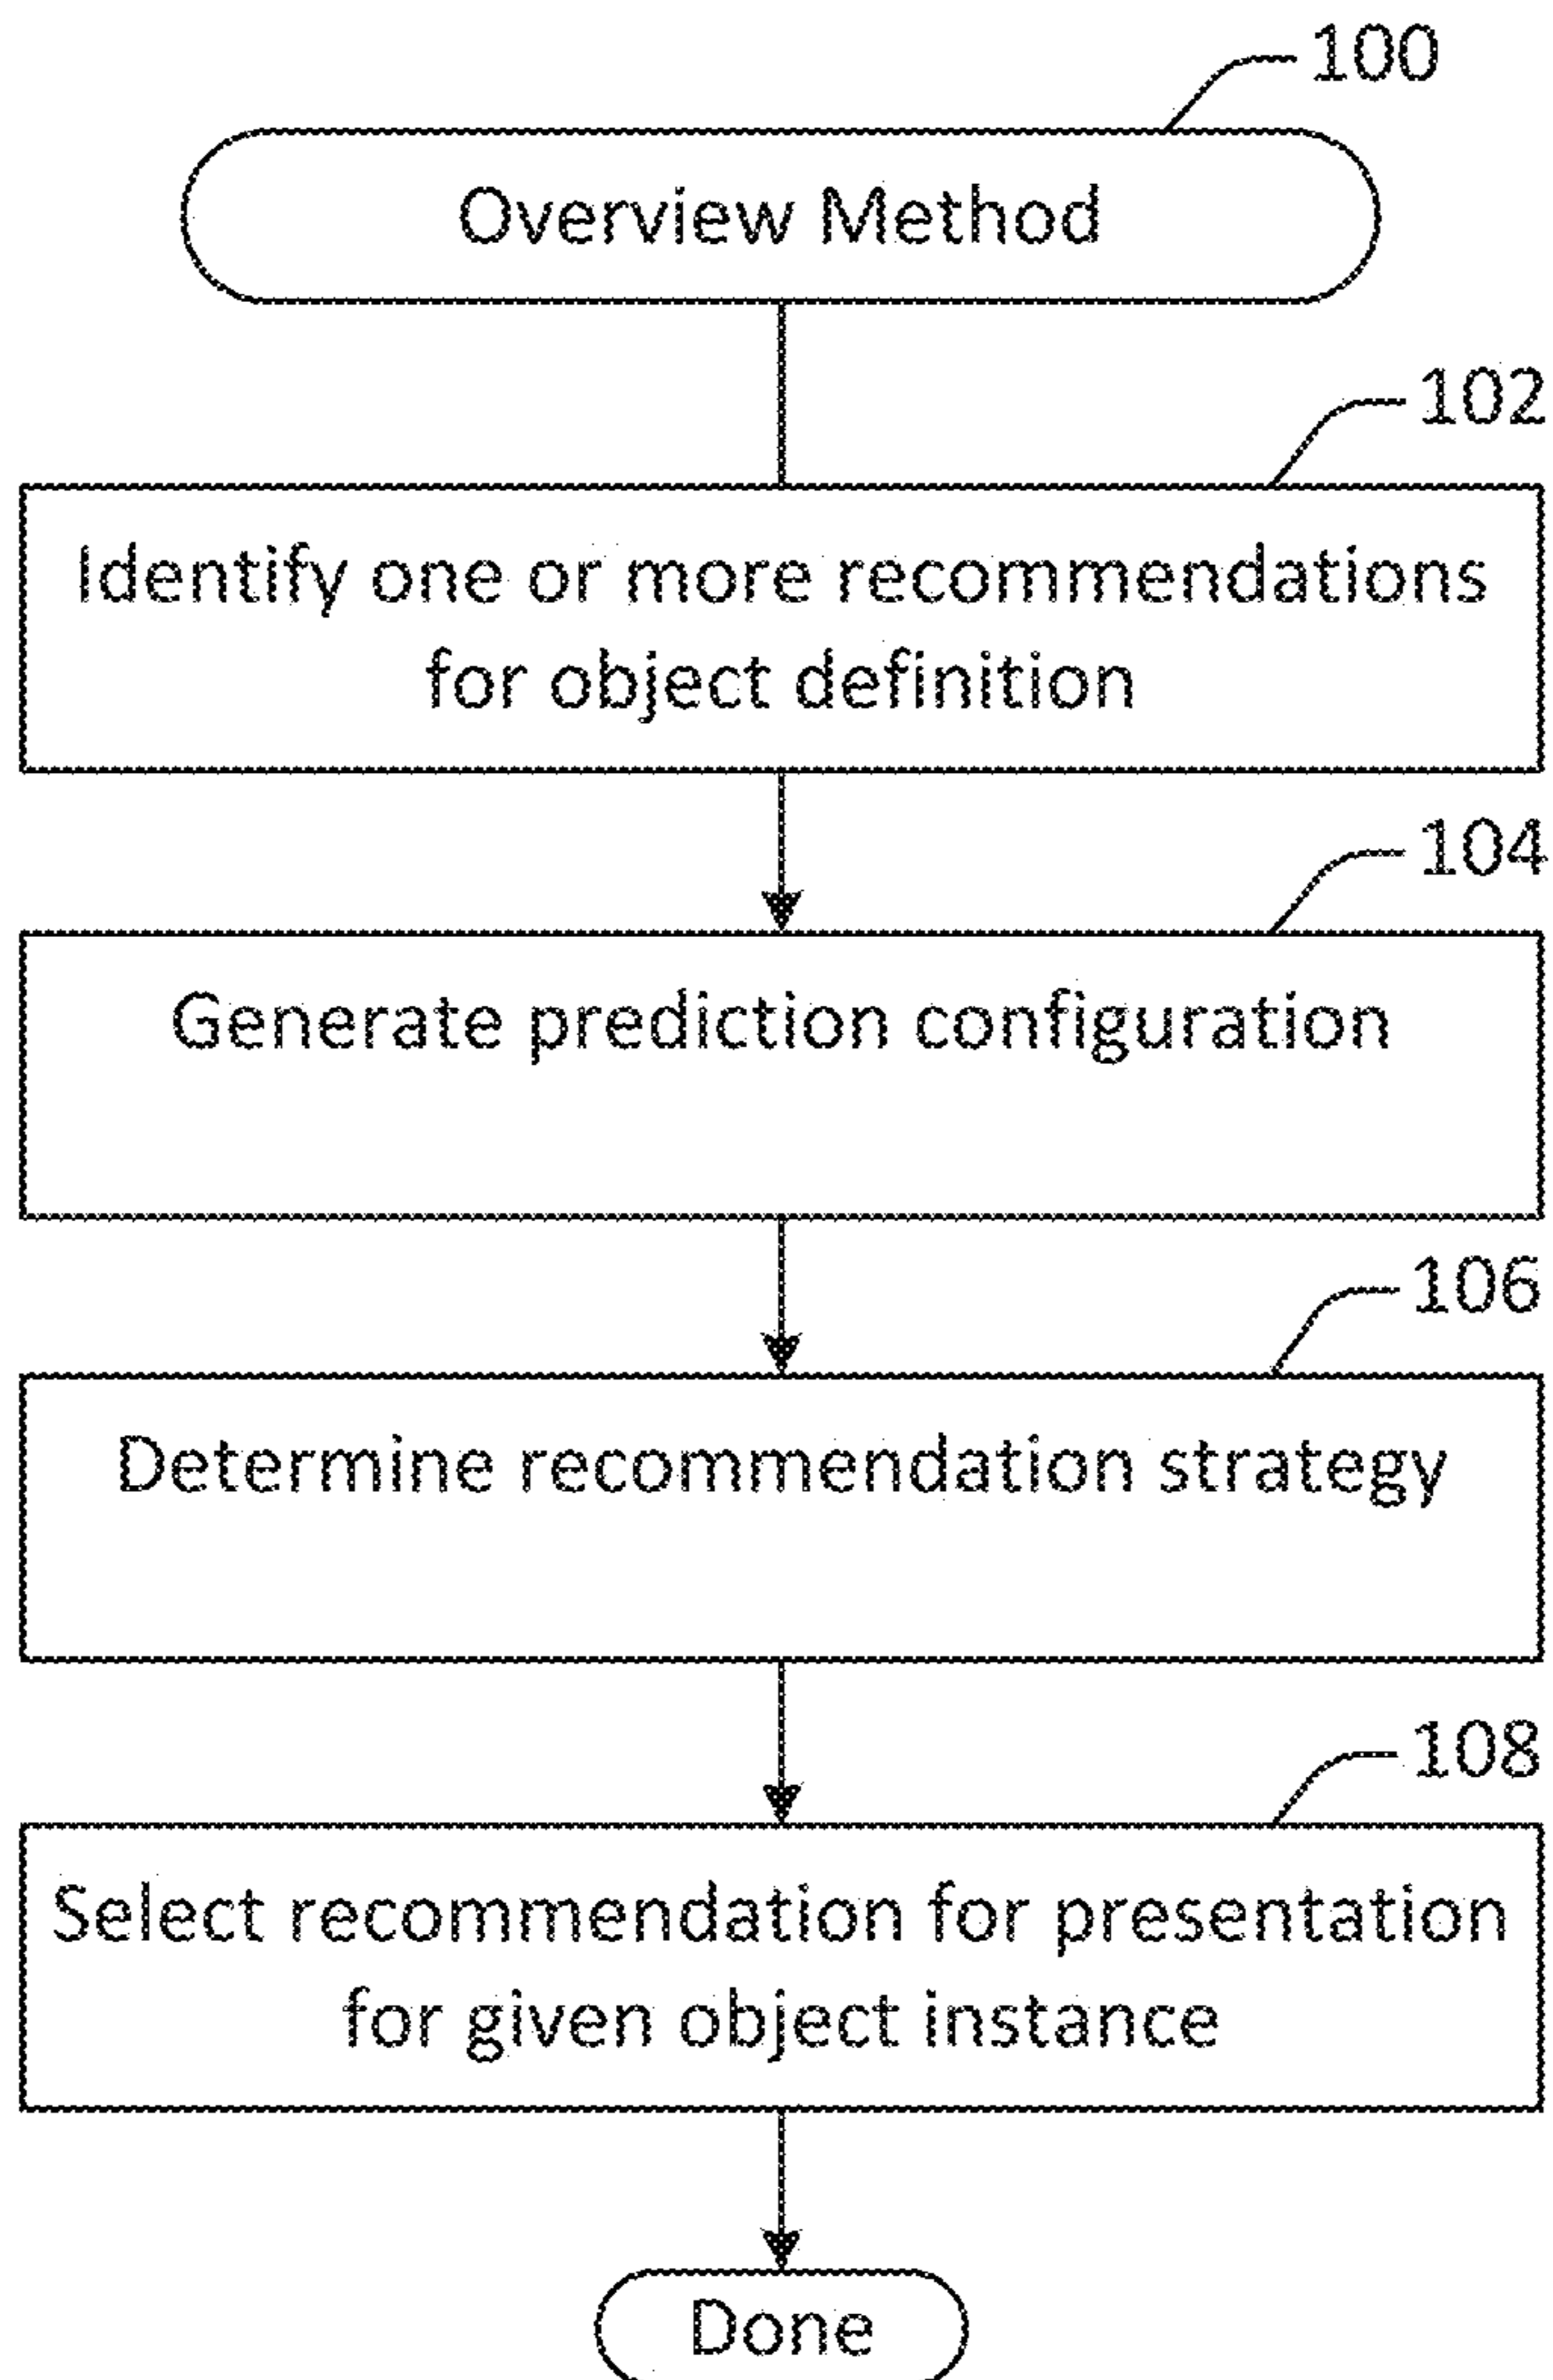 100
Overview Method
102
Identify one or more recommendations
for object definition
104
Generate prediction configuration
106
Determine recommendation strategy
108
Select recommendation for presentation
for given object instance
Done